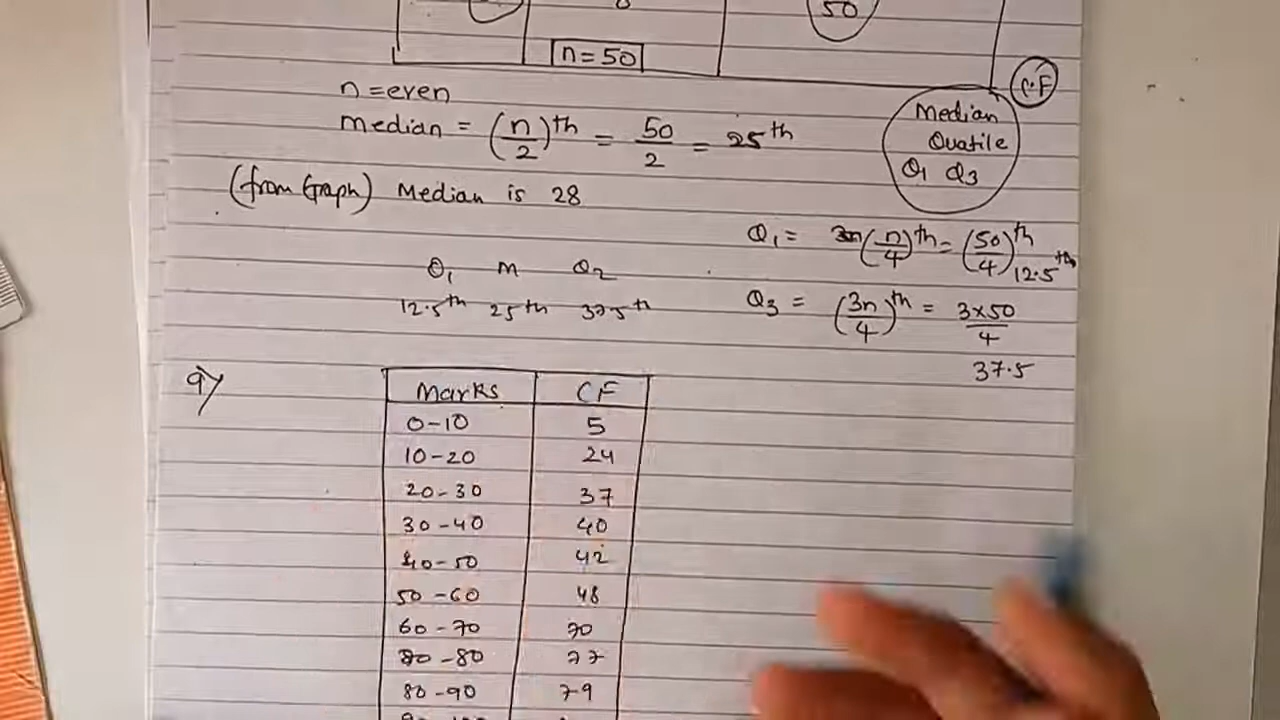 50
n=50
n = even
C.F
Median
Quatile
Q1 Q3
median = (n/2)th = 50/2 = 25th
(from Graph) Median is 28
Q1 = (n/4)th = (50/4)th 12.5th
Q1 M Q2
12.5th 25th 37.5th
Q3 = (3n/4)th = 3x50/4
37.5
9)
Marks CF
0-10 5
10-20 24
20-30 37
30-40 40
40-50 42
50-60 48
60-70 70
70-80 77
80-90 79